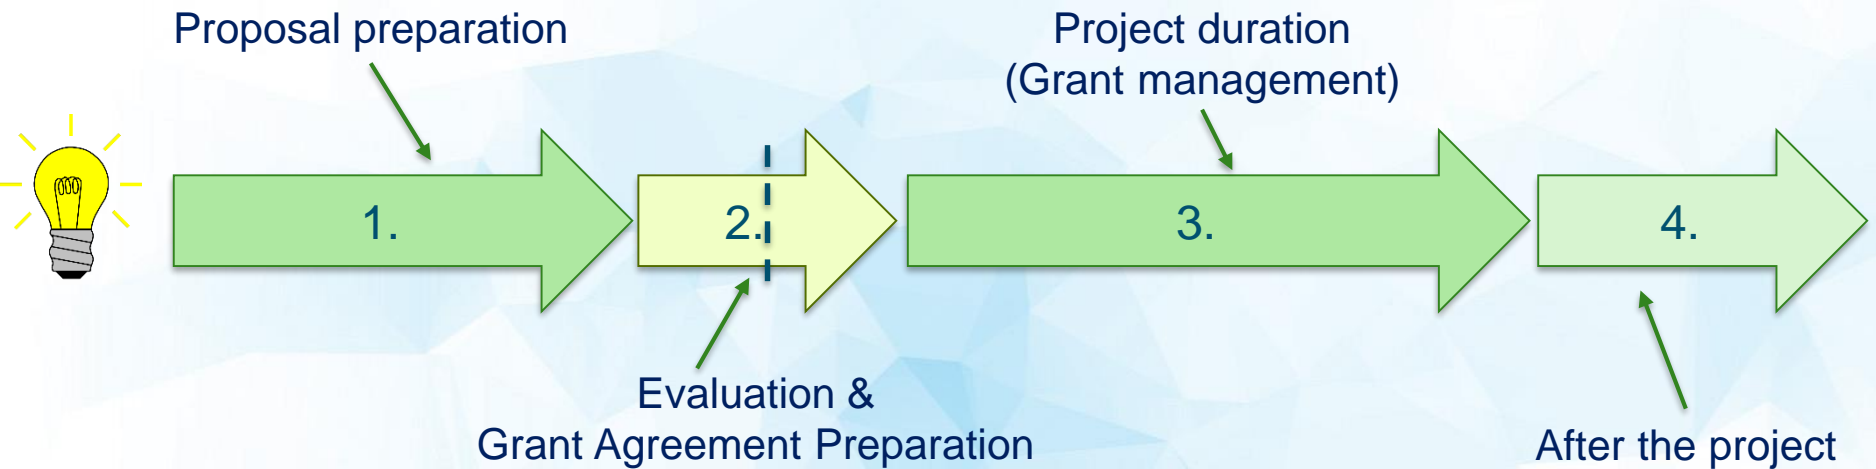 Proposal preparation
Project duration
(Grant management)
1.
2.
3.
4.
Evaluation &
Grant Agreement Preparation
After the project